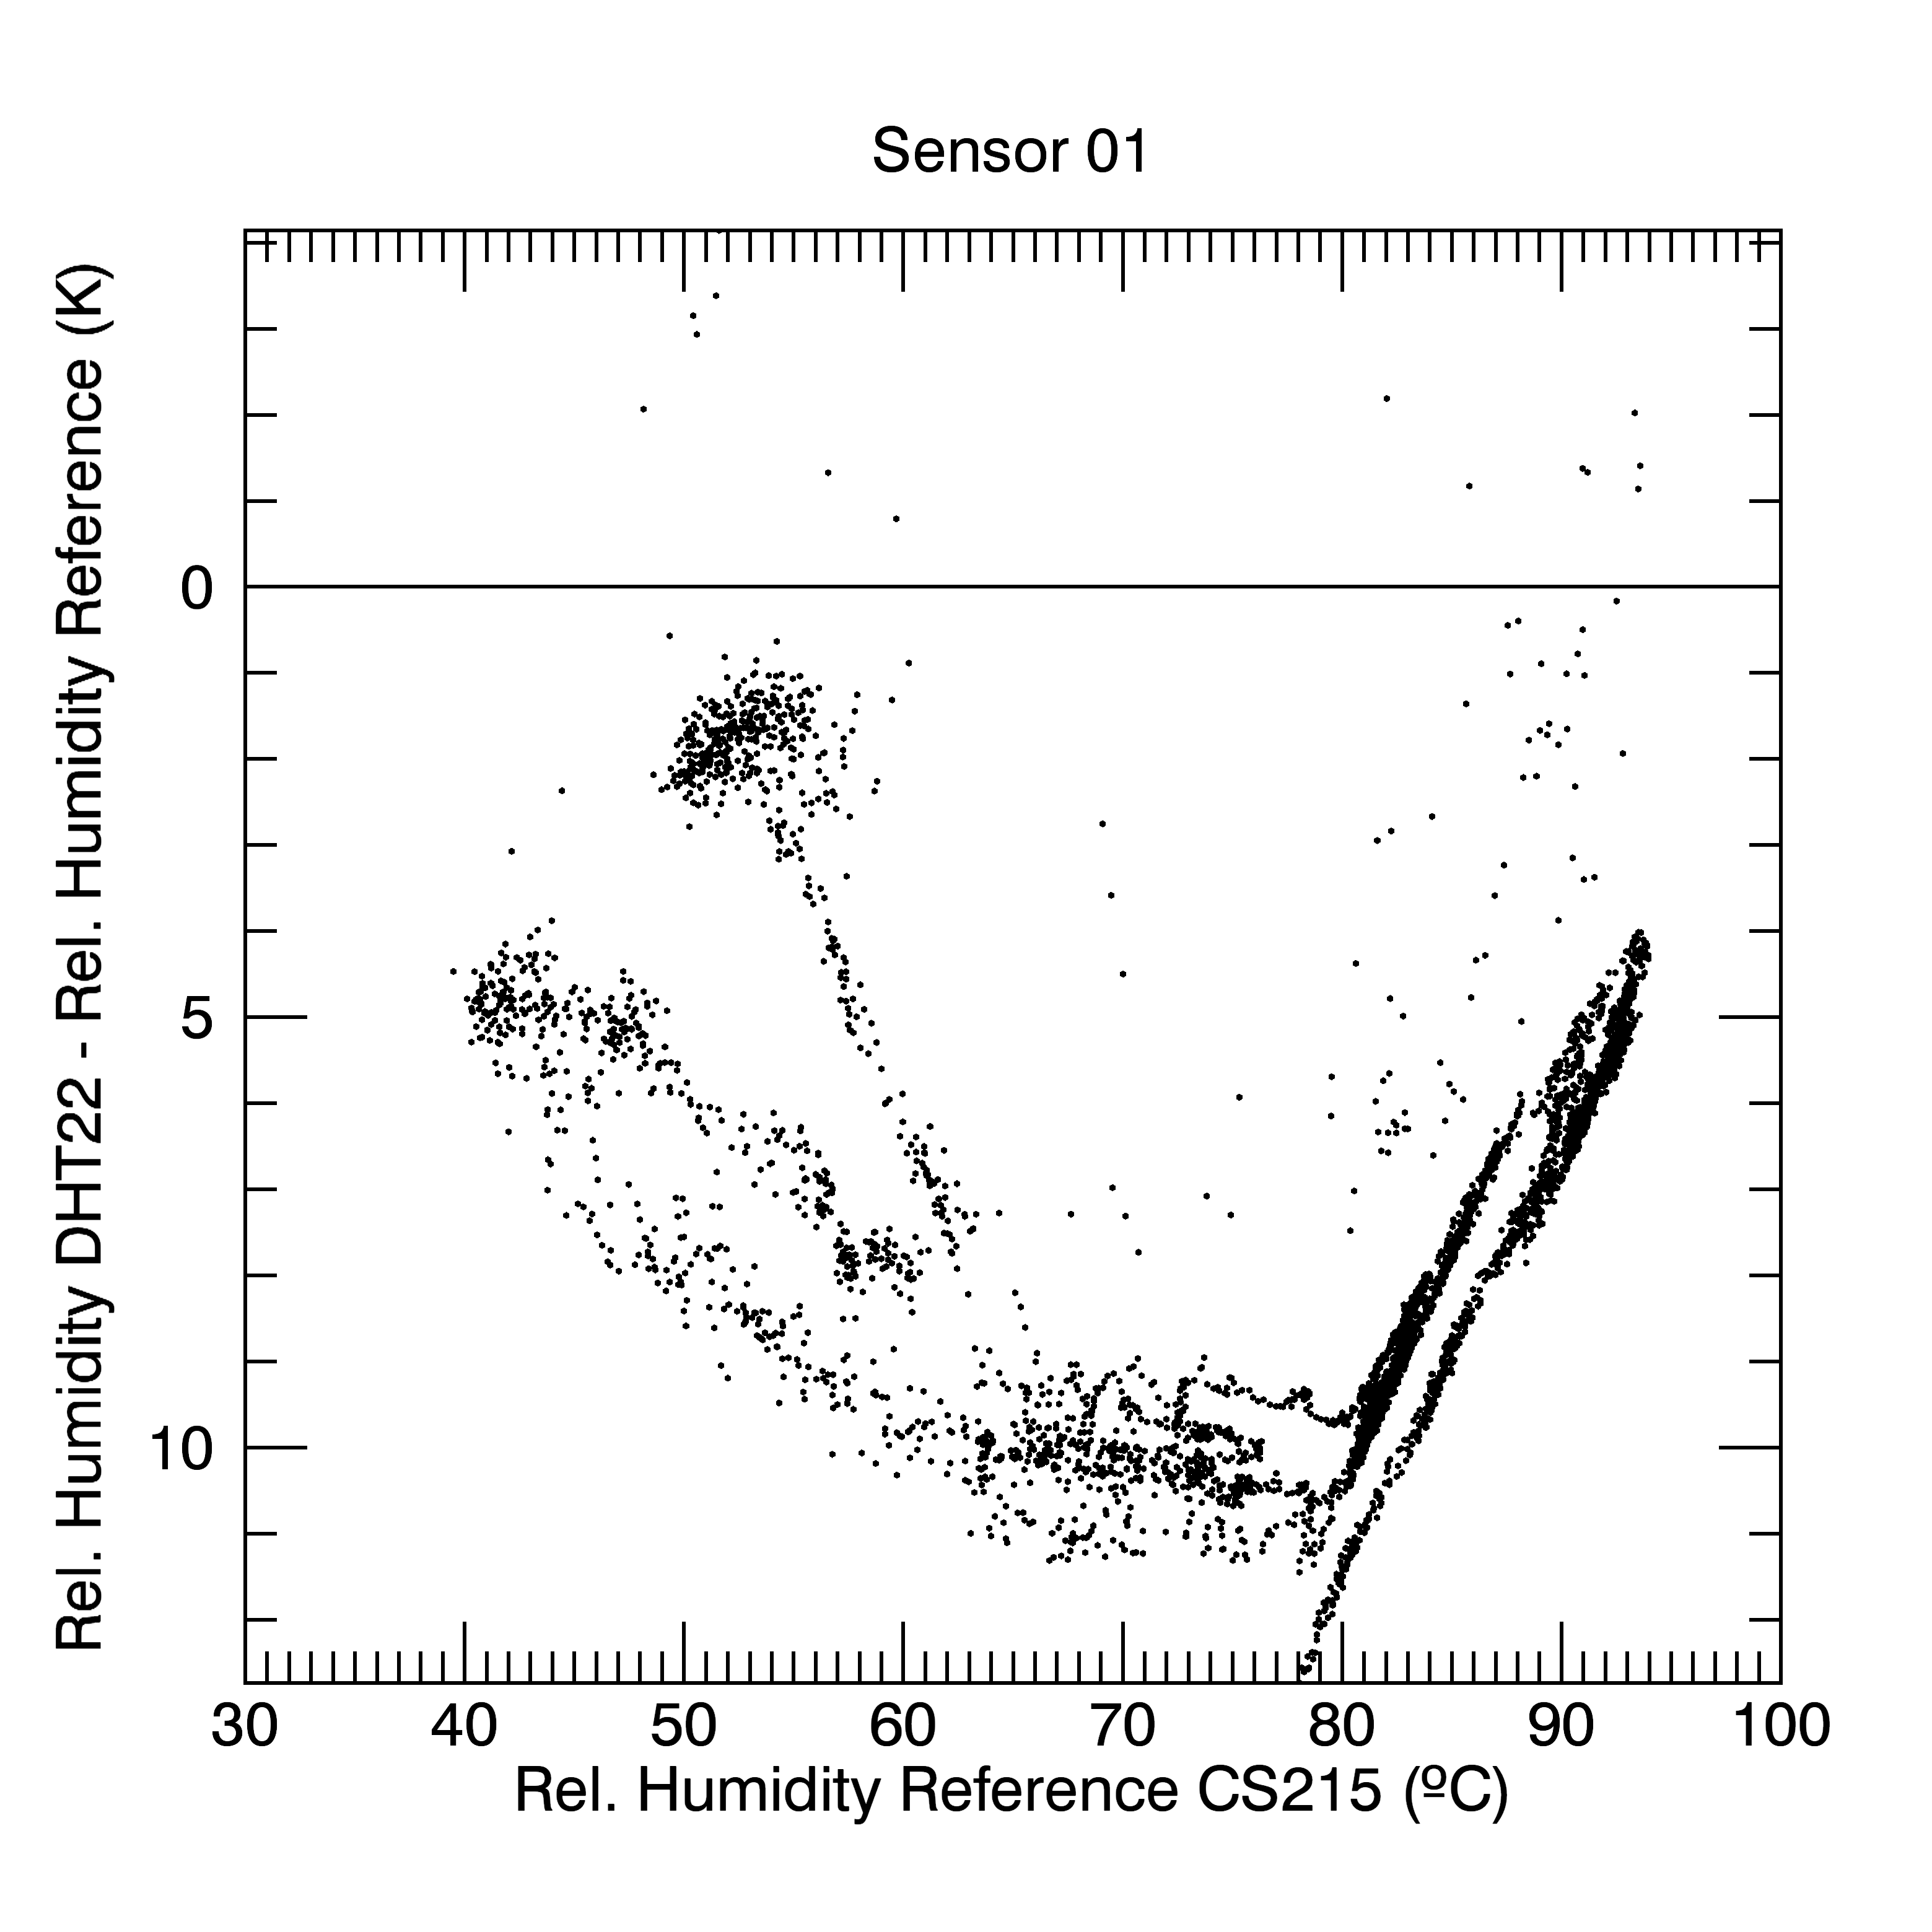 Sensor 01
Rel. Humidity DHT22 - Rel. Humidity Reference (K)
0
5
10
30 40 50 60 70 80 90 100
Rel. Humidity Reference CS215 (ºC)